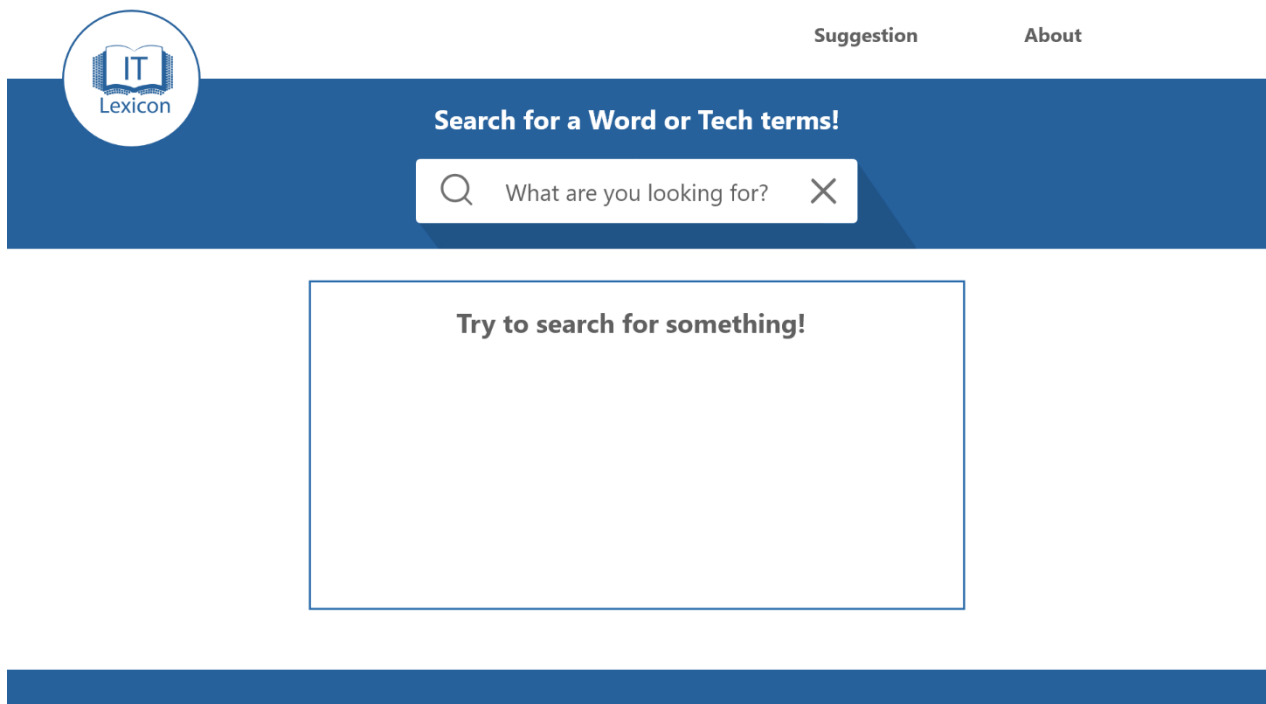 Suggestion About
IT
Lexicon
Search for a Word or Tech terms!
What are you looking for?
Try to search for something!